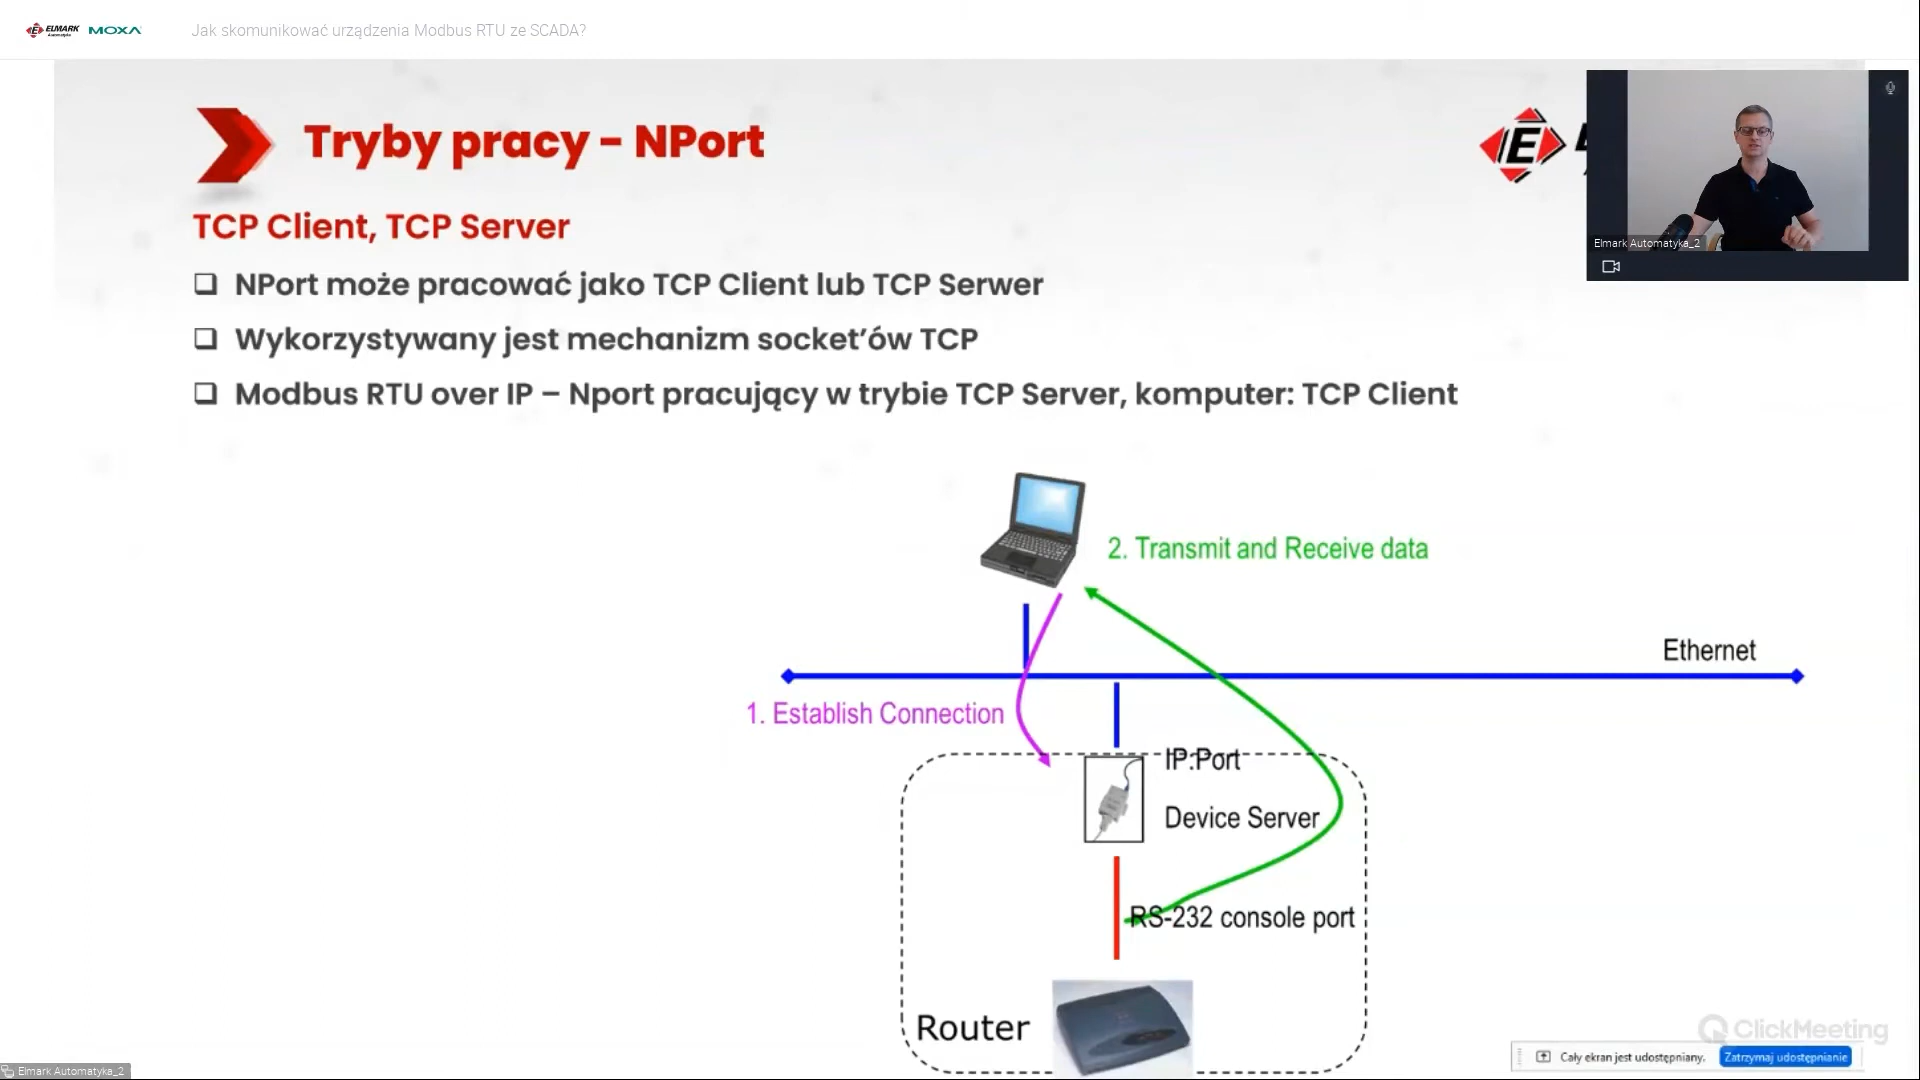 ELMARK
Automatyka
MOXA
Jak skomunikować urządzenia Modbus RTU ze SCADA?
Tryby pracy - NPort
E
TCP Client, TCP Server
NPort może pracować jako TCP Client lub TCP Serwer
Wykorzystywany jest mechanizm socket’ów TCP
Modbus RTU over IP – Nport pracujący w trybie TCP Server, komputer: TCP Client
Elmark Automatyka_2
2. Transmit and Receive data
Ethernet
1. Establish Connection
IP:Port
Device Server
RS-232 console port
Router
ClickMeeting
Cały ekran jest udostępniany.
Zatrzymaj udostępnianie
Elmark Automatyka_2